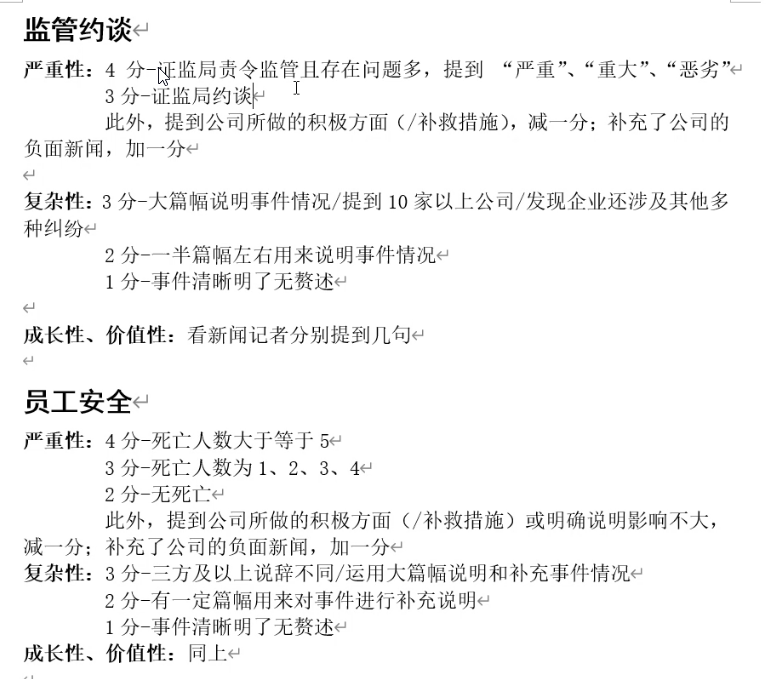 监管约谈
严重性：4 分-证监局责令监管且存在问题多，提到 “严重”、“重大”、“恶劣”
3 分-证监局约谈
此外，提到公司所做的积极方面（/补救措施），减一分；补充了公司的
负面新闻，加一分
复杂性：3 分-大篇幅说明事件情况/提到 10 家以上公司/发现企业还涉及其他多
种纠纷
2 分-一半篇幅左右用来说明事件情况
1 分-事件清晰明了无赘述
成长性、价值性：看新闻记者分别提到几句
员工安全
严重性：4 分-死亡人数大于等于 5
3 分-死亡人数为 1、2、3、4
2 分-无死亡
此外，提到公司所做的积极方面（/补救措施）或明确说明影响不大，
减一分；补充了公司的负面新闻，加一分
复杂性：3 分-三方及以上说辞不同/运用大篇幅说明和补充事件情况
2 分-有一定篇幅用来对事件进行补充说明
1 分-事件清晰明了无赘述
成长性、价值性：同上